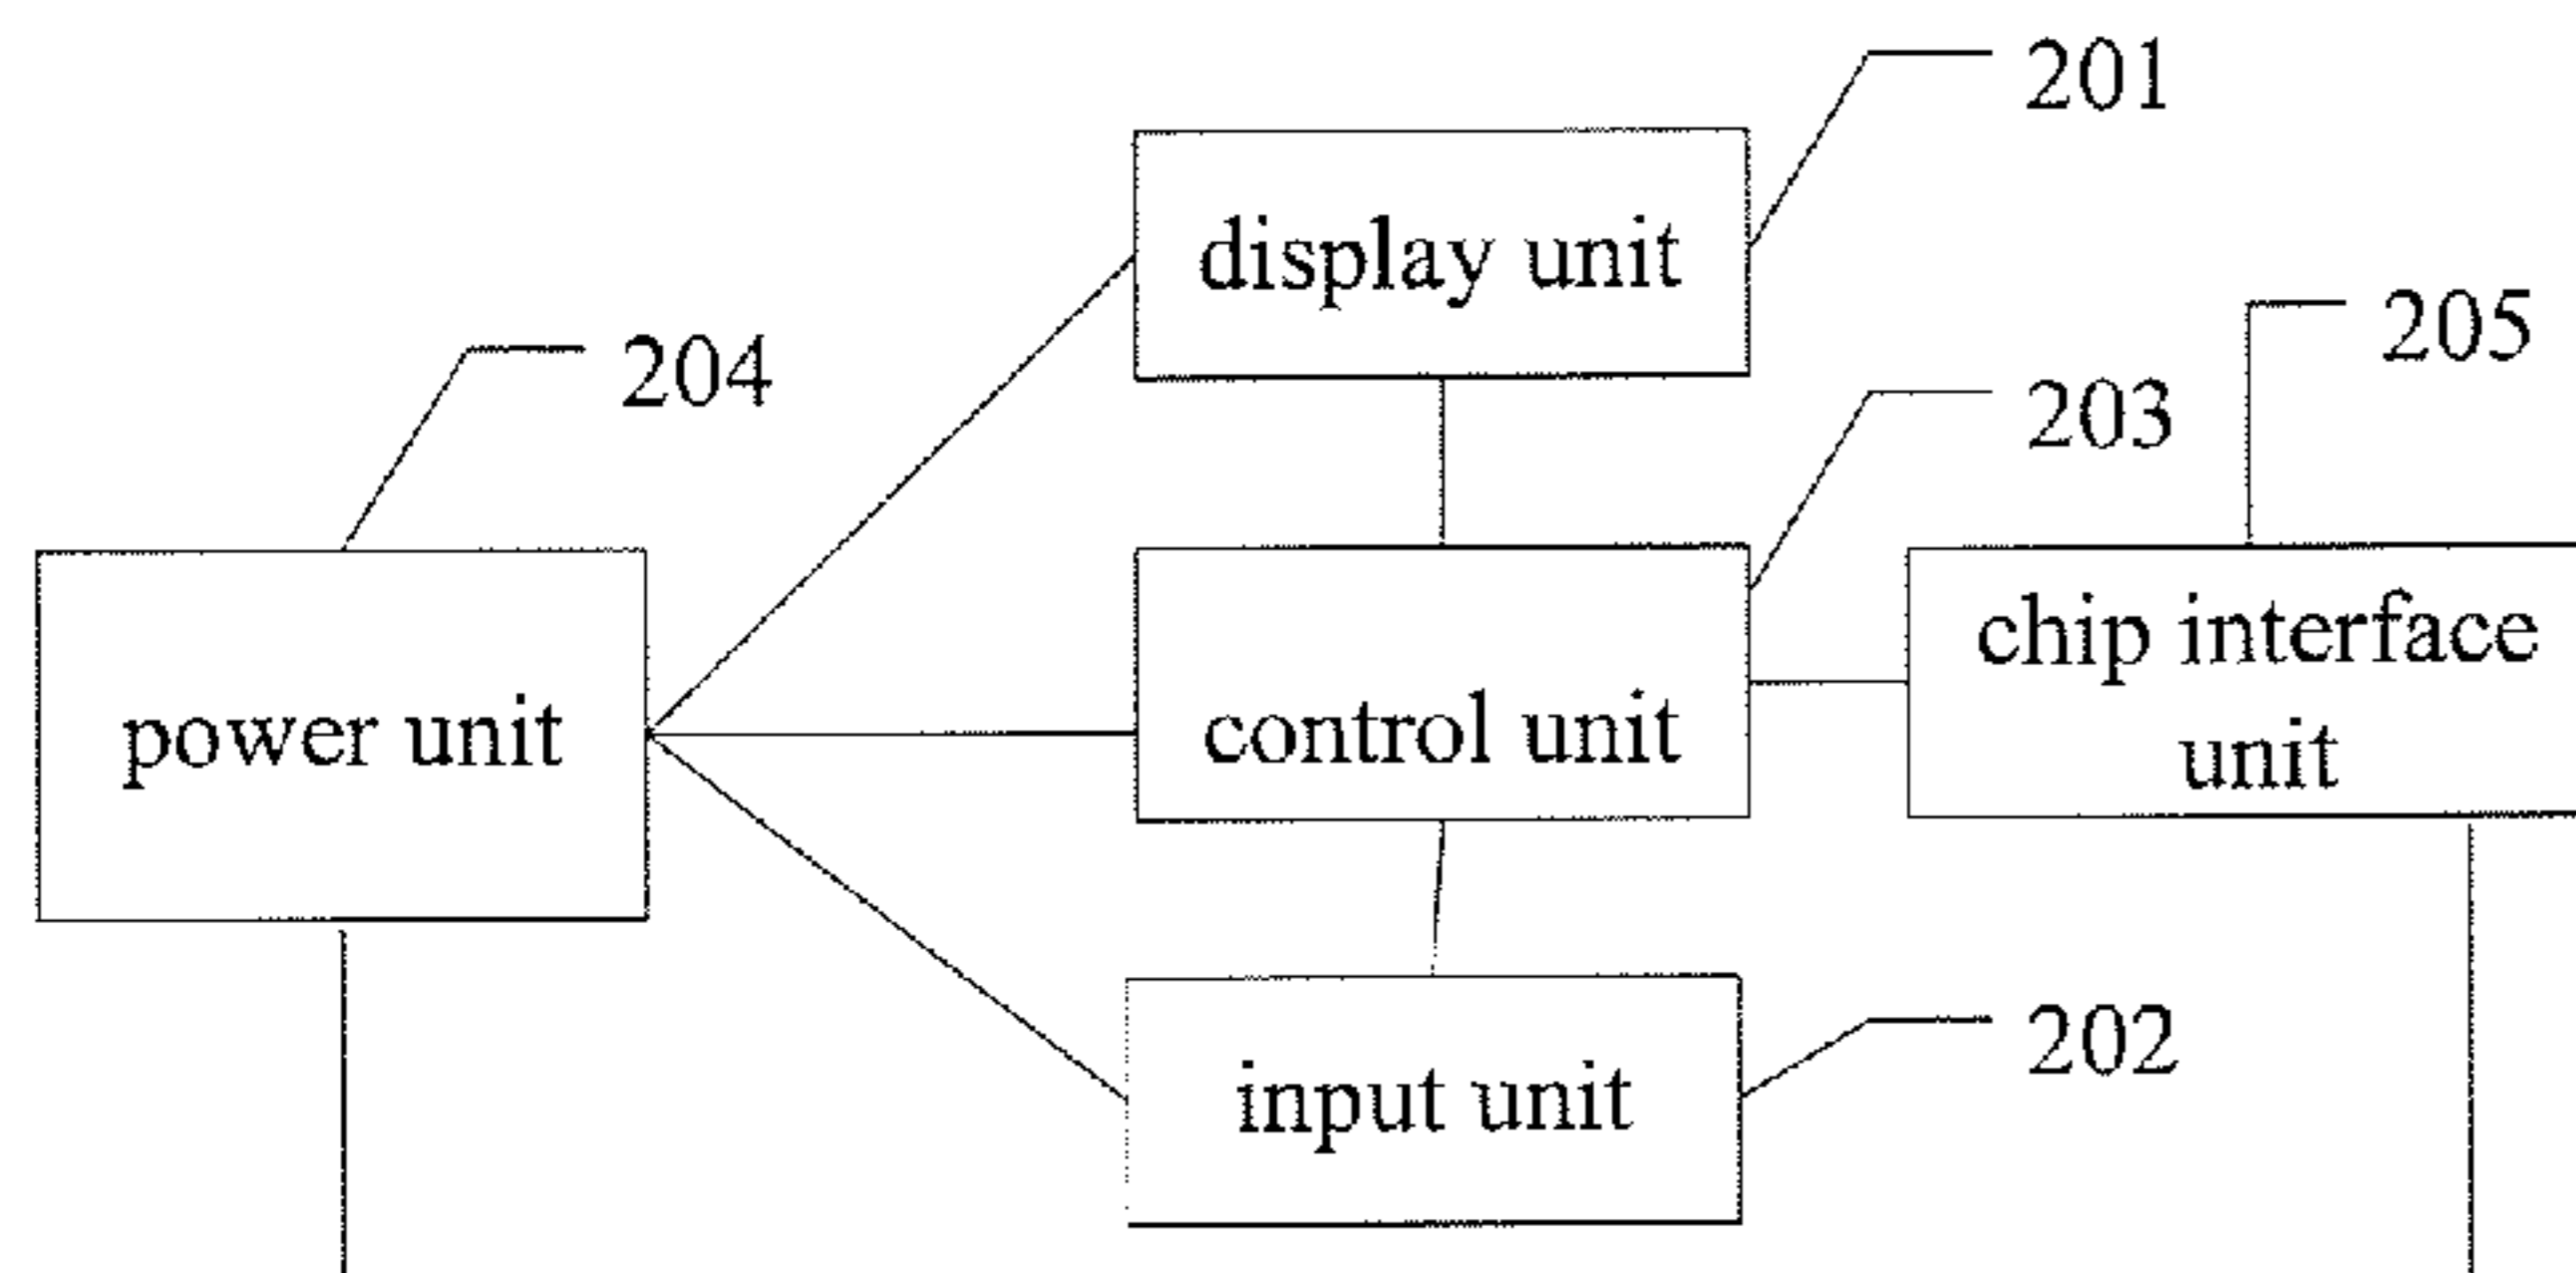 201
display unit
205
204
203
chip interface
unit
power unit
control unit
202
input unit